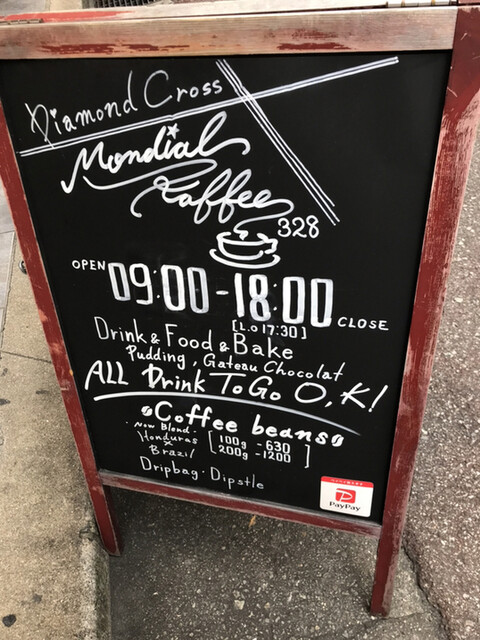 Diamond Cross
Mondial
Kaffee
328
OPEN 09:00-18:00 CLOSE
[L.o 17:30]
Drink & Food & Bake
Pudding, Gateau Chocolat
ALL Drink To Go O,K!
Coffee beans
Now Blend.
Honduras [100g -630
× 200g -1200]
Brazil
Dripbag · Dipstle
PayPay